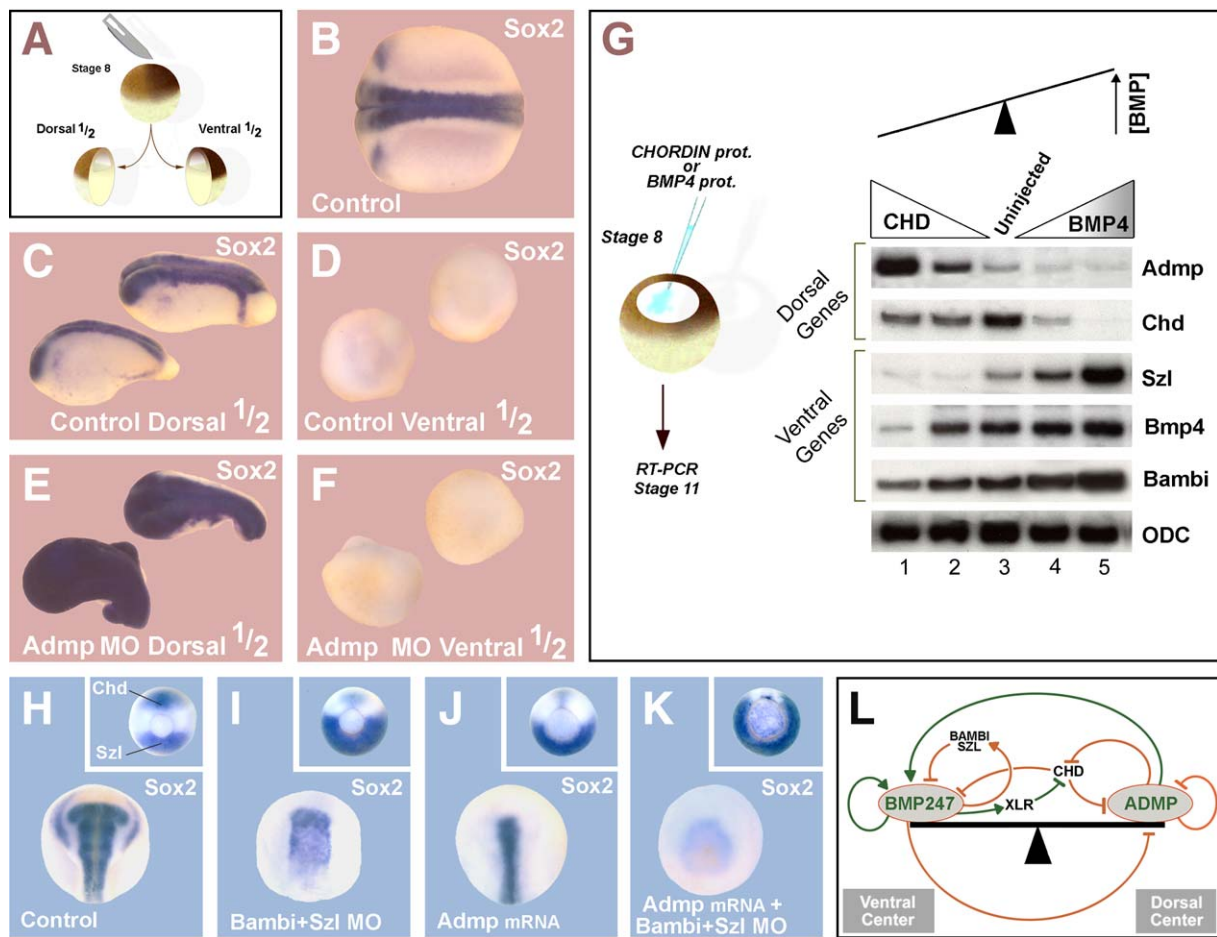 A
Stage 8
Dorsal 1/2
Ventral 1/2
B
Sox2
Control
C
Sox2
Control Dorsal 1/2
D
Sox2
Control Ventral 1/2
E
Sox2
Admp MO Dorsal 1/2
F
Sox2
Admp MO Ventral 1/2
G
[BMP]
CHORDIN prot.
or
BMP4 prot.
Stage 8
RT-PCR
Stage 11
CHD
Uninjected
BMP4
Dorsal
Genes
Ventral
Genes
Admp
Chd
Szl
Bmp4
Bambi
ODC
1 2 3 4 5
H
Chd
Szl
Sox2
Control
I
Sox2
Bambi+Szl MO
J
Sox2
Admp mRNA
K
Sox2
Admp mRNA +
Bambi+Szl MO
L
BAMBI
SZL
CHD
BMP247
XLR
ADMP
Ventral
Center
Dorsal
Center